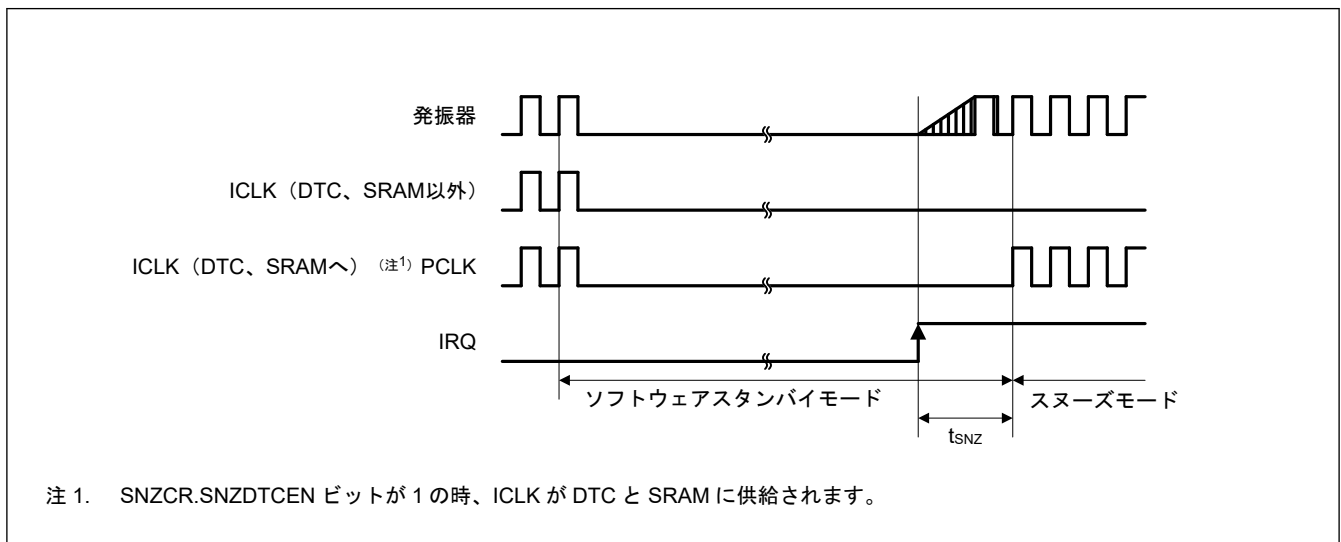 発振器
ICLK（DTC、SRAM以外）
ICLK（DTC、SRAMへ）（注1）PCLK
IRQ
ソフトウェアスタンバイモード
スヌーズモード
tSNZ
注 1. SNZCR.SNZDTCEN ビットが 1 の時、ICLK が DTC と SRAM に供給されます。